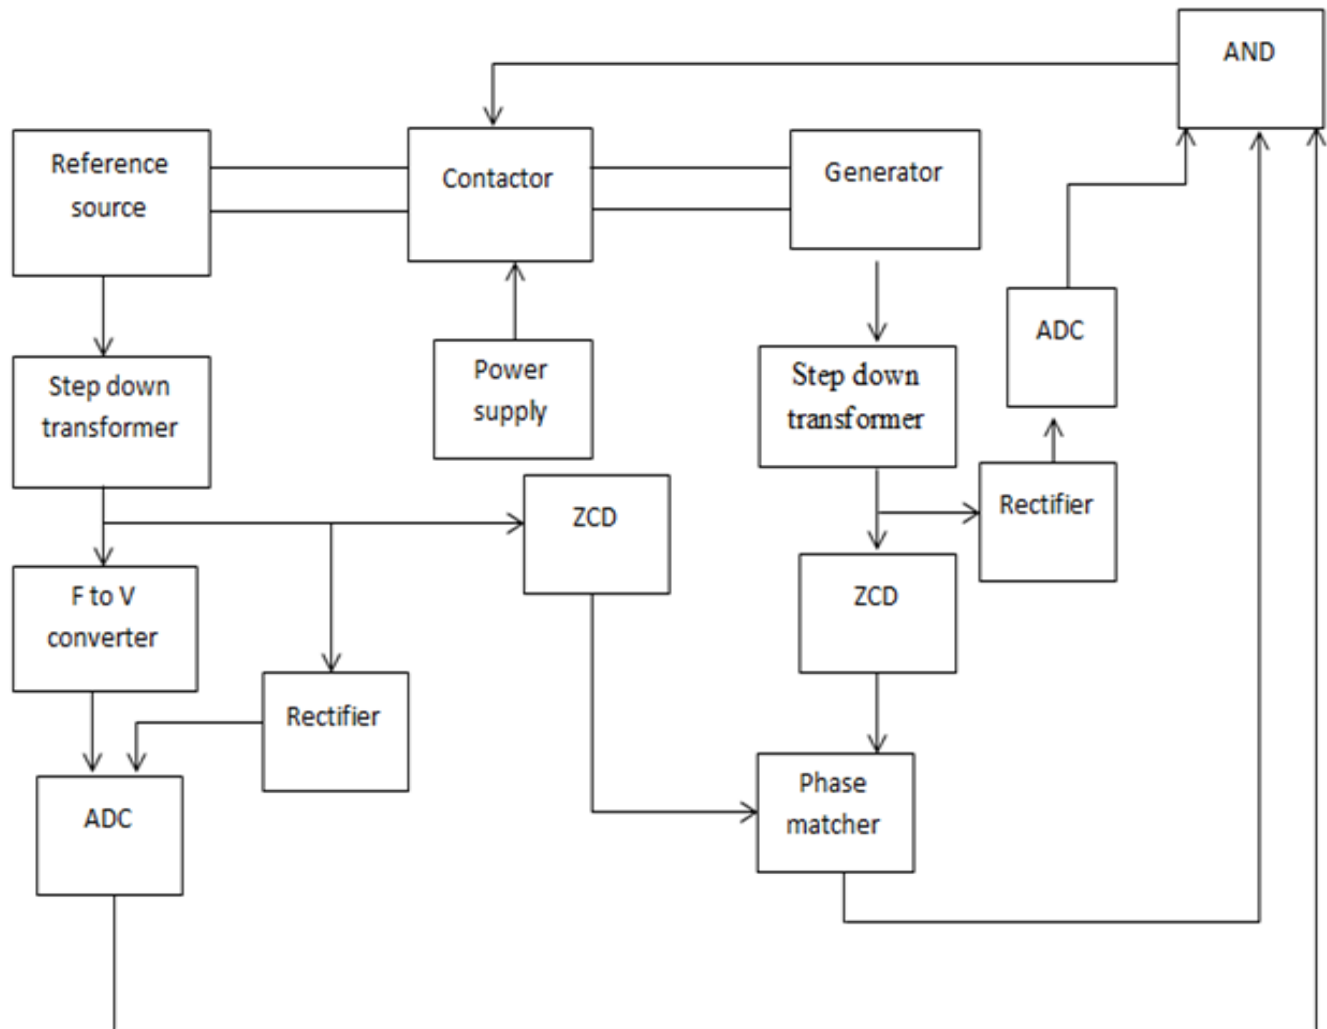 AND
Reference
source
Contactor
Generator
ADC
Step down
transformer
Power
supply
Step down
transformer
Rectifier
ZCD
F to V
converter
ZCD
Rectifier
Phase
matcher
ADC